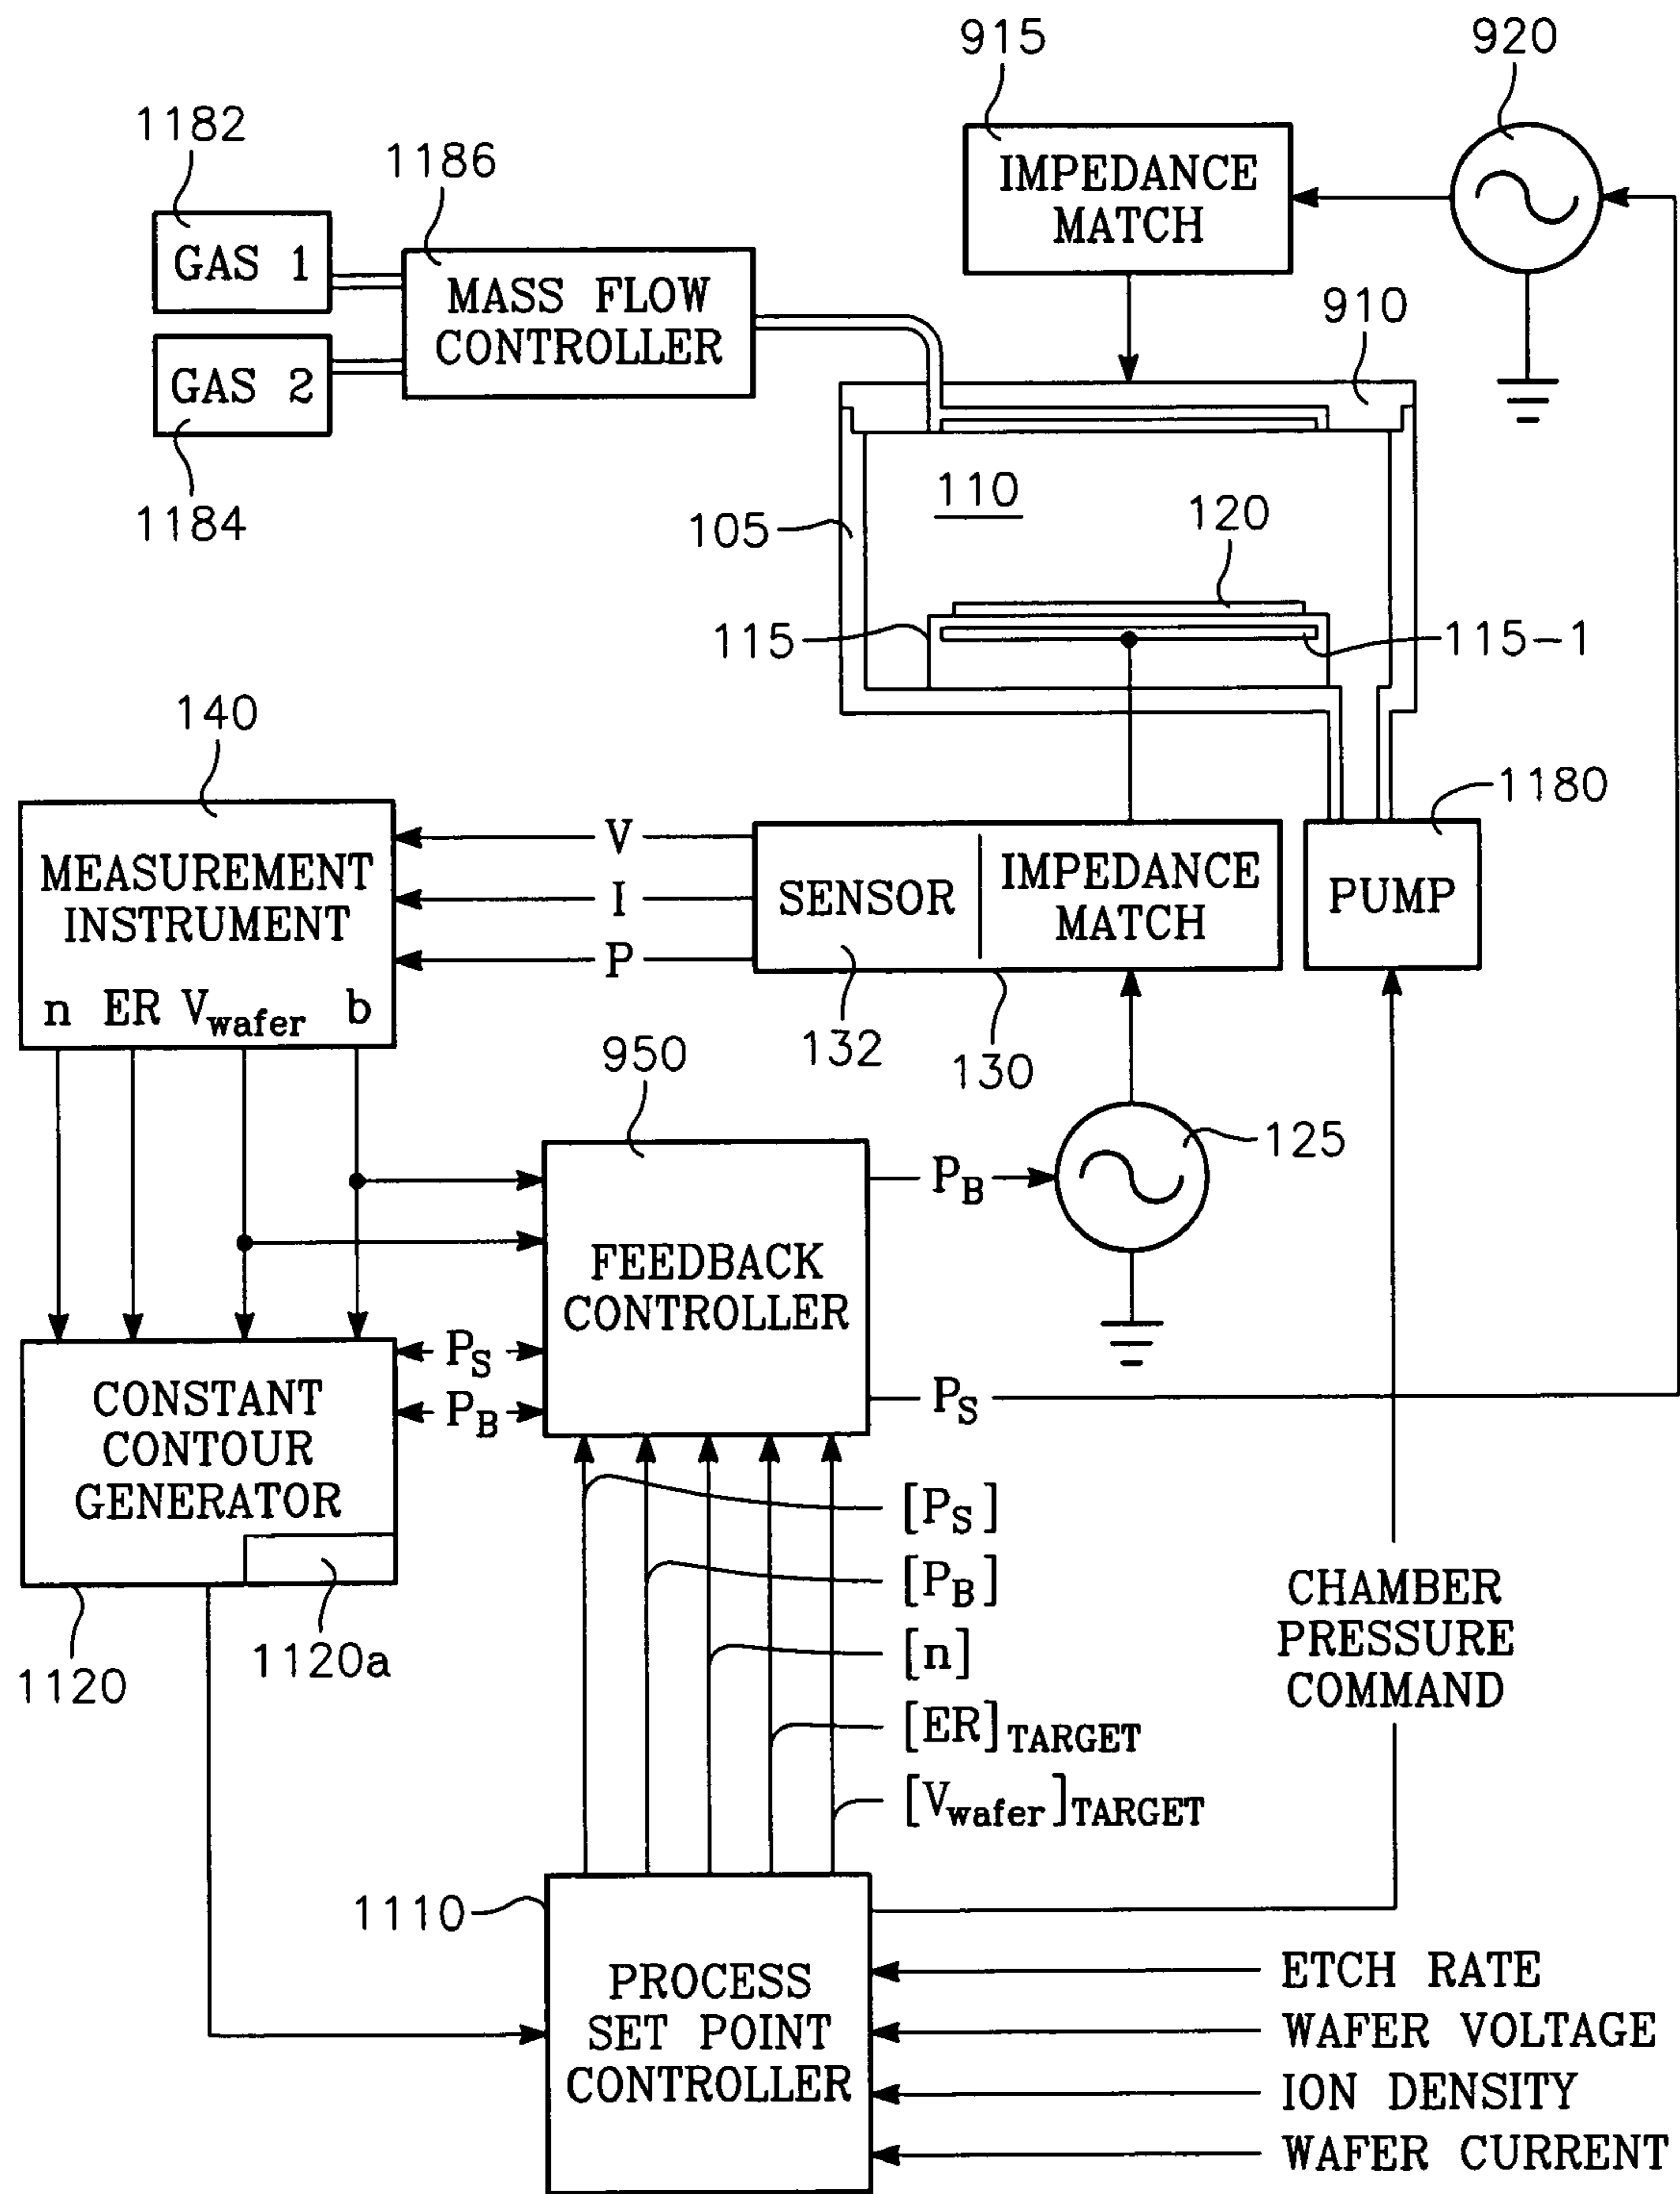 915
920
1182
1186
IMPEDANCE
MATCH
GAS 1
MASS FLOW
CONTROLLER
910
GAS 2
1184
110
105
120
115
115-1
140
1180
MEASUREMENT
INSTRUMENT
n ER Vwafer b
V
I
P
SENSOR
IMPEDANCE
MATCH
PUMP
132
130
950
125
PB
FEEDBACK
CONTROLLER
PS
PB
PS
CONSTANT
CONTOUR
GENERATOR
1120
1120a
[PS]
[PB]
[n]
[ER]TARGET
[Vwafer]TARGET
CHAMBER
PRESSURE
COMMAND
1110
PROCESS
SET POINT
CONTROLLER
ETCH RATE
WAFER VOLTAGE
ION DENSITY
WAFER CURRENT